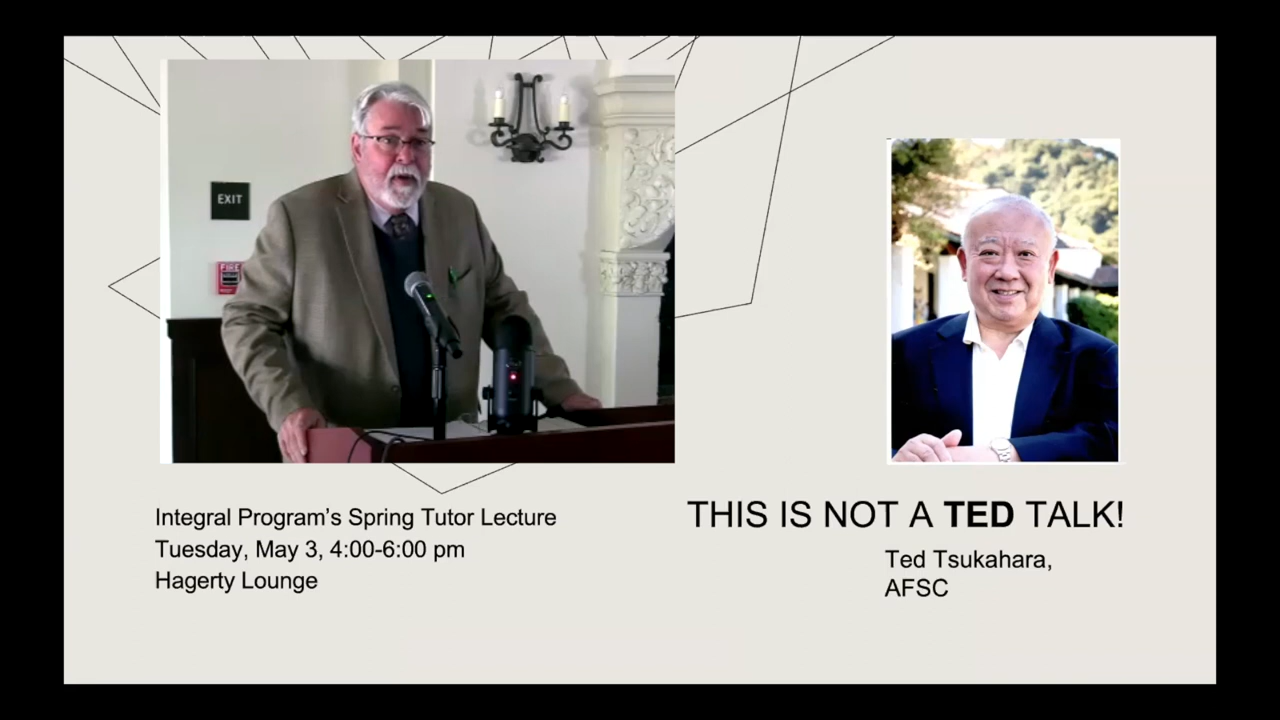 EXIT
FIRE
Integral Program's Spring Tutor Lecture
Tuesday, May 3, 4:00-6:00 pm
Hagerty Lounge
THIS IS NOT A TED TALK!
Ted Tsukahara,
AFSC